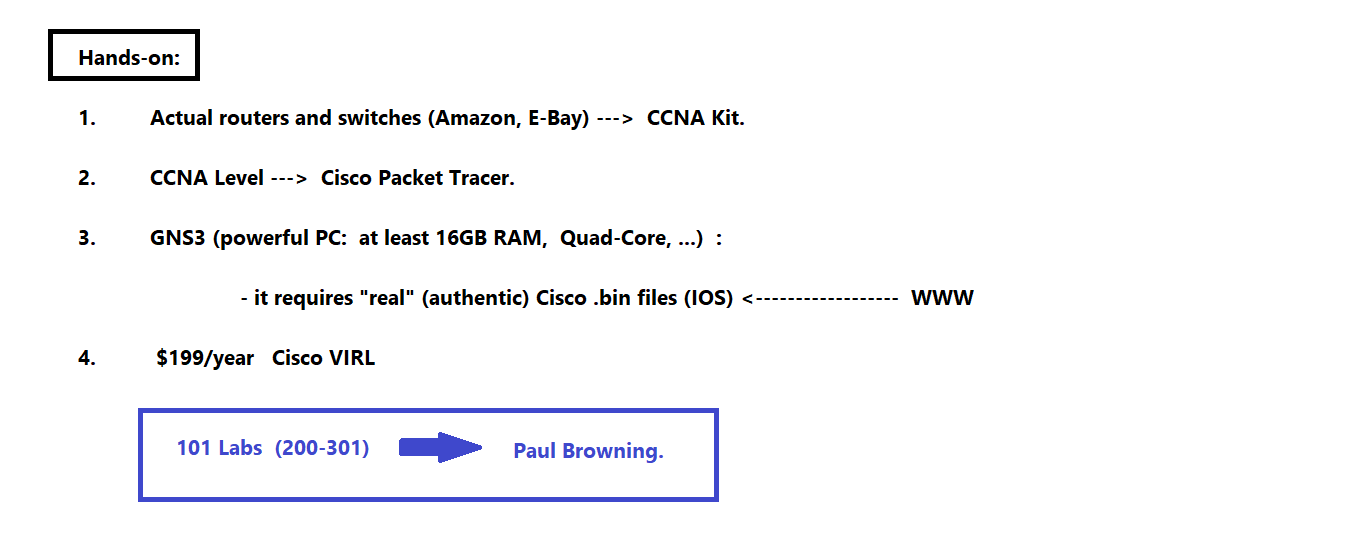 Hands-on:
1. Actual routers and switches (Amazon, E-Bay) ---> CCNA Kit.
2. CCNA Level ---> Cisco Packet Tracer.
3. GNS3 (powerful PC: at least 16GB RAM, Quad-Core, ...) :
- it requires "real" (authentic) Cisco .bin files (IOS) <------------------ WWW
4. $199/year Cisco VIRL
101 Labs (200-301) Paul Browning.